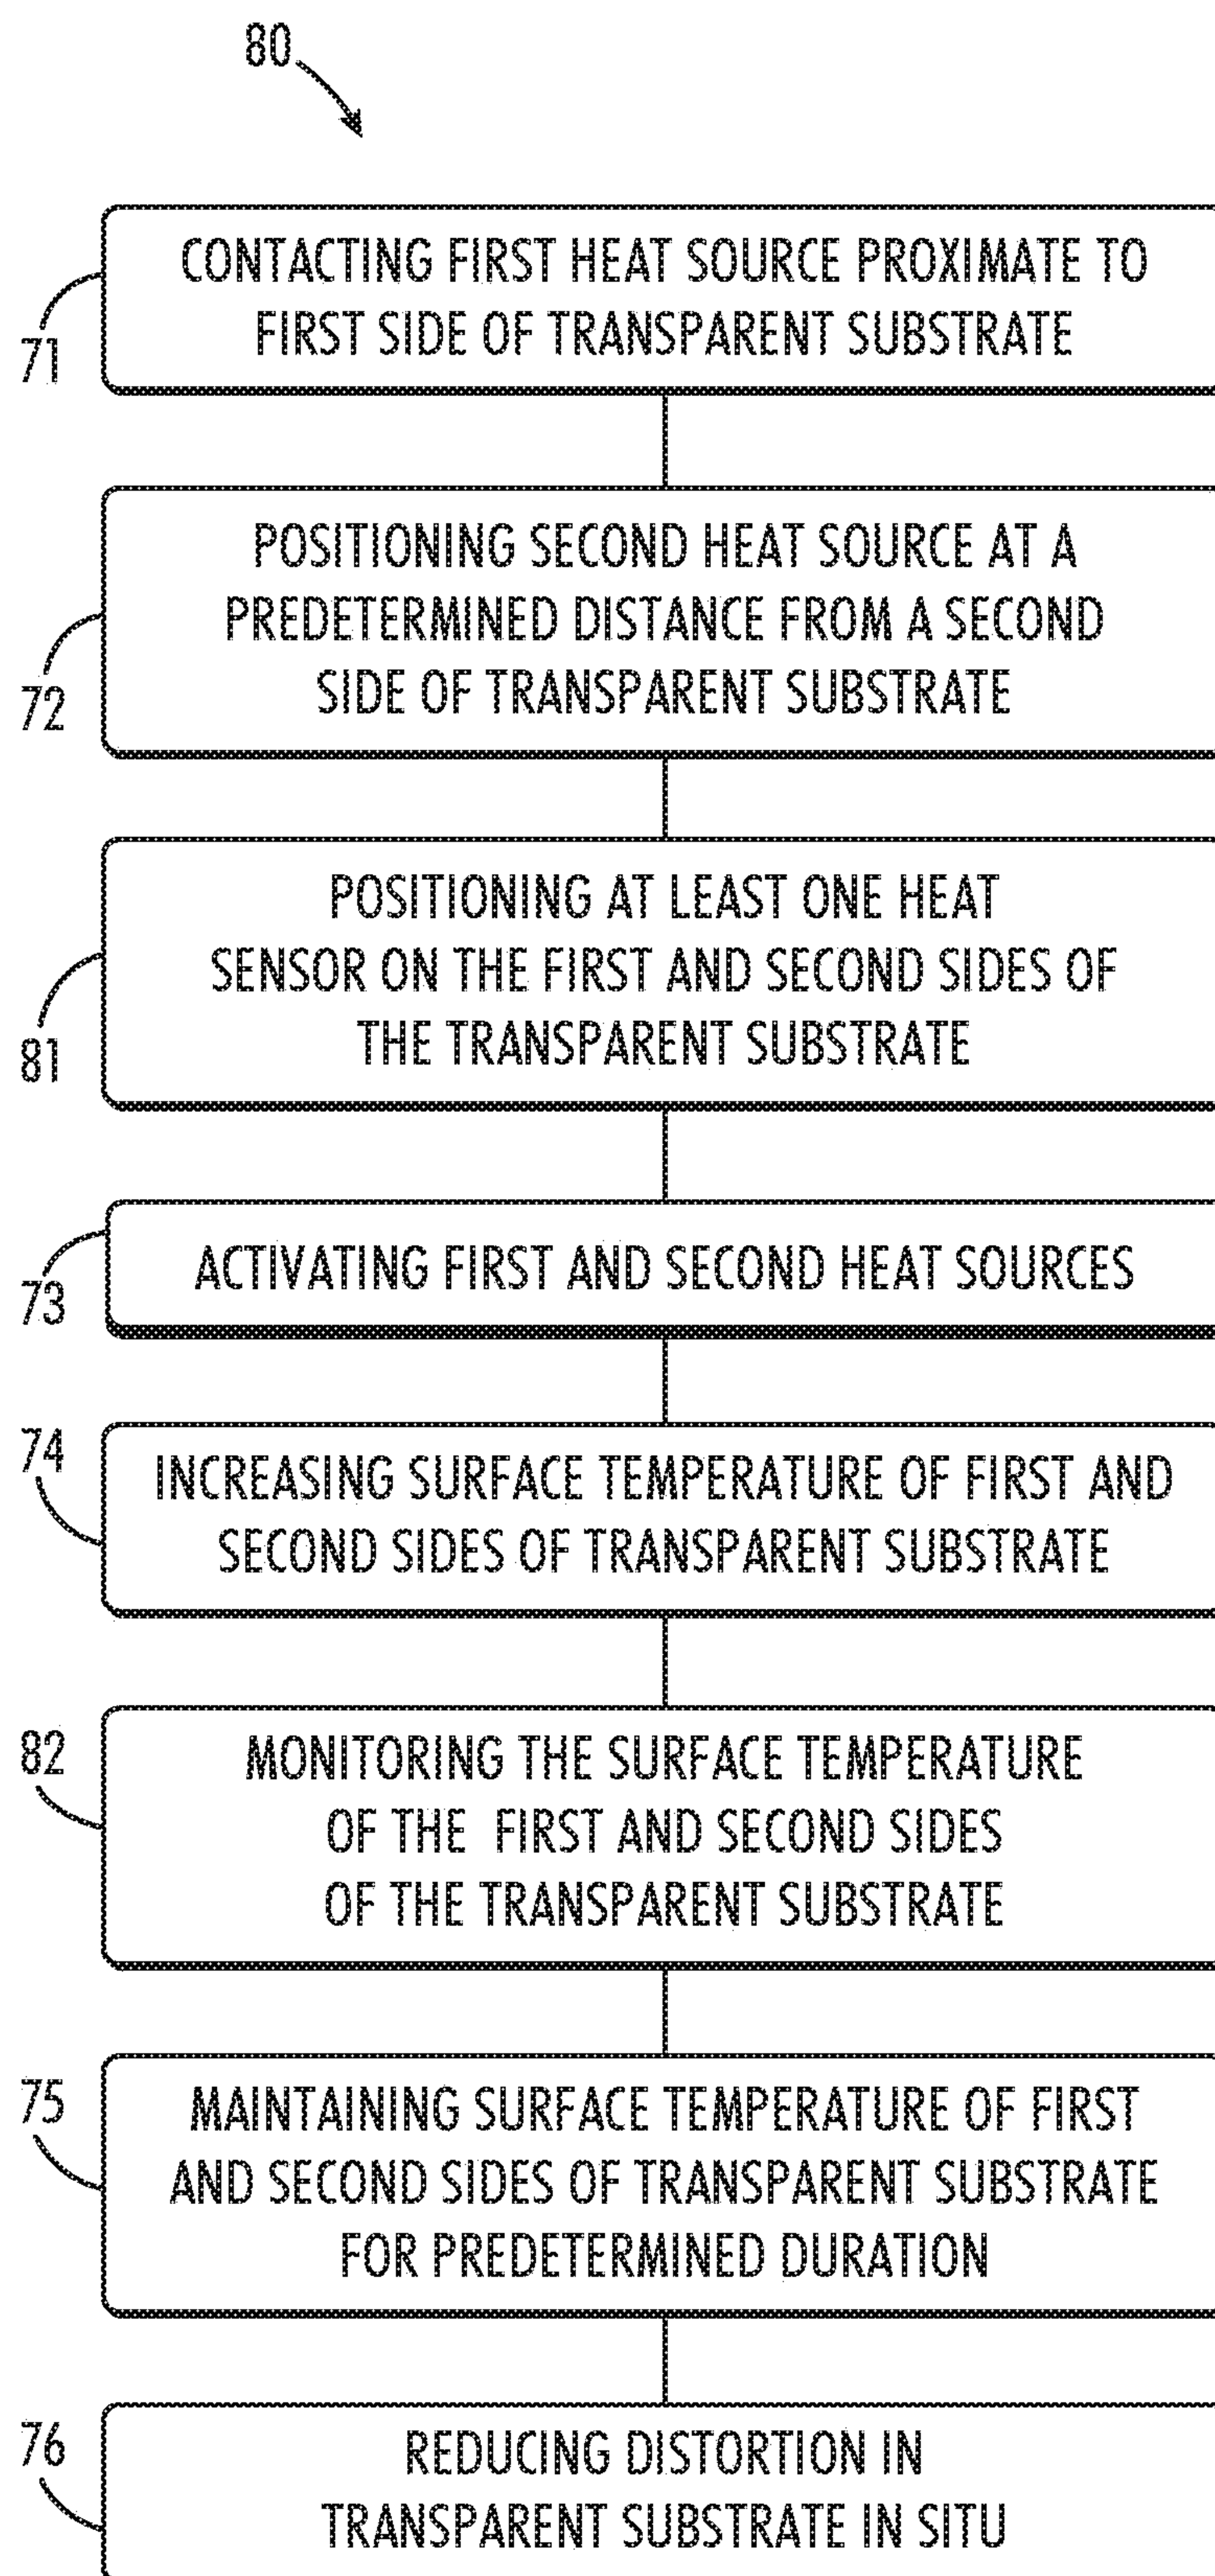 80
CONTACTING FIRST HEAT SOURCE PROXIMATE TO
FIRST SIDE OF TRANSPARENT SUBSTRATE
71
POSITIONING SECOND HEAT SOURCE AT A
PREDETERMINED DISTANCE FROM A SECOND
SIDE OF TRANSPARENT SUBSTRATE
72
POSITIONING AT LEAST ONE HEAT
SENSOR ON THE FIRST AND SECOND SIDES OF
THE TRANSPARENT SUBSTRATE
81
ACTIVATING FIRST AND SECOND HEAT SOURCES
73
74
INCREASING SURFACE TEMPERATURE OF FIRST AND
SECOND SIDES OF TRANSPARENT SUBSTRATE
82
MONITORING THE SURFACE TEMPERATURE
OF THE FIRST AND SECOND SIDES
OF THE TRANSPARENT SUBSTRATE
75
MAINTAINING SURFACE TEMPERATURE OF FIRST
AND SECOND SIDES OF TRANSPARENT SUBSTRATE
FOR PREDETERMINED DURATION
76
REDUCING DISTORTION IN
TRANSPARENT SUBSTRATE IN SITU